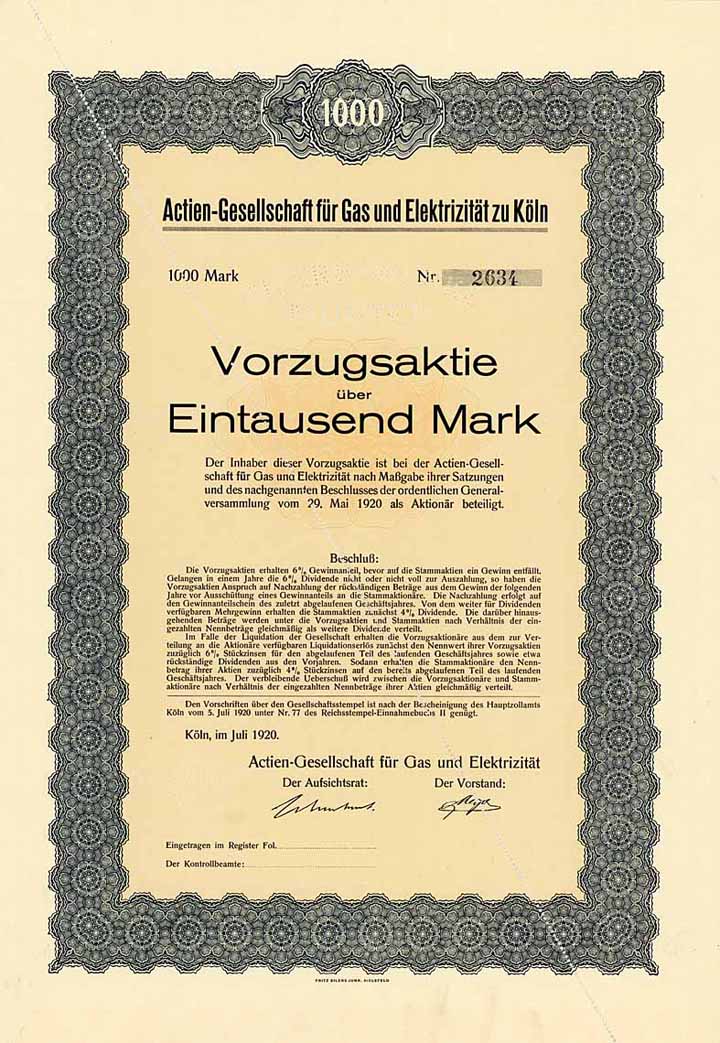 1000
Actien-Gesellschaft für Gas und Elektrizität zu Köln
1000 Mark Nr. 2634
Vorzugsaktie
über
Eintausend Mark
Der Inhaber dieser Vorzugsaktie ist bei der Actien-Gesell-
schaft für Gas und Elektrizität nach Maßgabe ihrer Satzungen
und des nachgenannten Beschlusses der ordentlichen General-
versammlung vom 29. Mai 1920 als Aktionär beteiligt.
Beschluß:
Die Vorzugsaktien erhalten 6% Gewinnanteil, bevor auf die Stammaktien ein Gewinn entfällt.
Gelangen in einem Jahre die 6% Dividende nicht oder nicht voll zur Auszahlung, so haben die
Vorzugsaktien Anspruch auf Nachzahlung der rückständigen Beträge aus dem Gewinn der folgenden
Jahre vor Ausschüttung eines Gewinnanteils an die Stammaktionäre. Die Nachzahlung erfolgt auf
den Gewinnanteilschein des zuletzt abgelaufenen Geschäftsjahres. Von dem weiter für Dividenden
verfügbaren Mehrgewinn erhalten die Stammaktien zunächst 4% Dividende. Die darüber hinaus-
gehenden Beträge werden unter die Vorzugsaktien und Stammaktien nach Verhältnis der ein-
gezahlten Nennbeträge gleichmäßig als weitere Dividende verteilt.
Im Falle der Liquidation der Gesellschaft erhalten die Vorzugsaktionäre aus dem zur Ver-
teilung an die Aktionäre verfügbaren Liquidationserlös zunächst den Nennwert ihrer Vorzugsaktien
zuzüglich 6% Stückzinsen für den abgelaufenen Teil des laufenden Geschäftsjahres sowie etwa
rückständige Dividenden aus den Vorjahren. Sodann erhalten die Stammaktionäre den Nenn-
betrag ihrer Aktien zuzüglich 4% Stückzinsen auf den bereits abgelaufenen Teil des laufenden
Geschäftsjahres. Der verbleibende Ueberschuß wird zwischen die Vorzugsaktionäre und Stamm-
aktionäre nach Verhältnis der eingezahlten Nennbeträge ihrer Aktien gleichmäßig verteilt.
Den Vorschriften über den Gesellschaftsstempel ist nach der Bescheinigung des Hauptzollamts
Köln vom 5. Juli 1920 unter Nr. 77 des Reichsstempel-Einnahmebuchs II genügt.
Köln, im Juli 1920.
Actien-Gesellschaft für Gas und Elektrizität
Der Aufsichtsrat: Der Vorstand:
Eingetragen im Register Fol.
Der Kontrollbeamte:
FRITZ EILERS JUNR. BIELEFELD